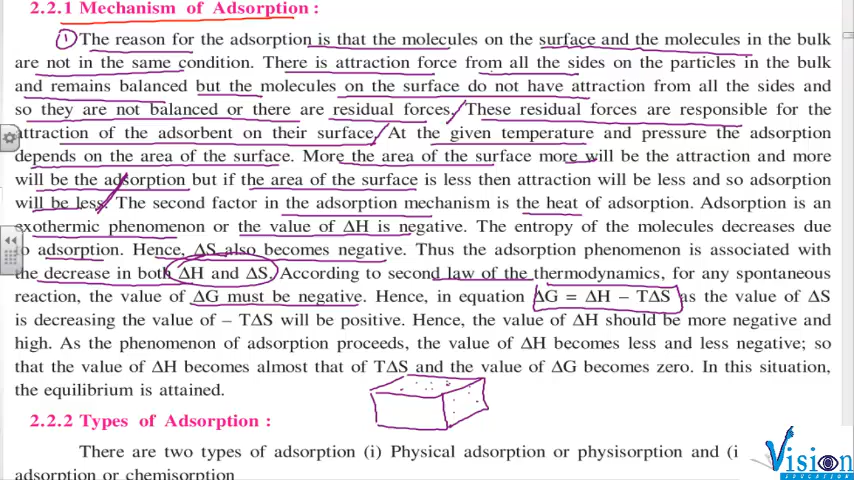 2.2.1 Mechanism of Adsorption :
1 The reason for the adsorption is that the molecules on the surface and the molecules in the bulk
are not in the same condition. There is attraction force from all the sides on the particles in the bulk
and remains balanced but the molecules on the surface do not have attraction from all the sides and
so they are not balanced or there are residual forces. These residual forces are responsible for the
attraction of the adsorbent on their surface. At the given temperature and pressure the adsorption
depends on the area of the surface. More the area of the surface more will be the attraction and more
will be the adsorption but if the area of the surface is less then attraction will be less and so adsorption
will be less. The second factor in the adsorption mechanism is the heat of adsorption. Adsorption is an
exothermic phenomenon or the value of ΔH is negative. The entropy of the molecules decreases due
to adsorption. Hence, ΔS also becomes negative. Thus the adsorption phenomenon is associated with
the decrease in both ΔH and ΔS. According to second law of the thermodynamics, for any spontaneous
reaction, the value of ΔG must be negative. Hence, in equation ΔG = ΔH − TΔS as the value of ΔS
is decreasing the value of – TΔS will be positive. Hence, the value of ΔH should be more negative and
high. As the phenomenon of adsorption proceeds, the value of ΔH becomes less and less negative; so
that the value of ΔH becomes almost that of TΔS and the value of ΔG becomes zero. In this situation,
the equilibrium is attained.
2.2.2 Types of Adsorption :
There are two types of adsorption (i) Physical adsorption or physisorption and (i
adsorption or chemisorption
Vision
EDUCATION